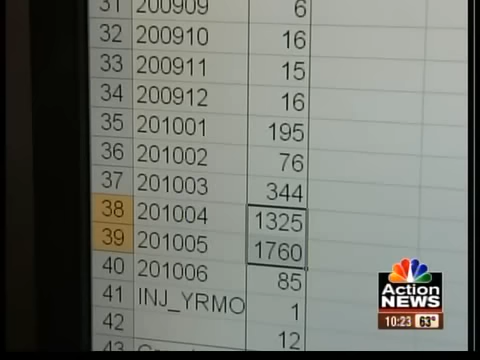 31 200909 6
32 200910 16
33 200911 15
34 200912 16
35 201001 195
36 201002 76
37 201003 344
38 201004 1325
39 201005 1760
40 201006 85
41 INJ_YRMO 1
42 12
43
Action
NEWS
10:23 63°